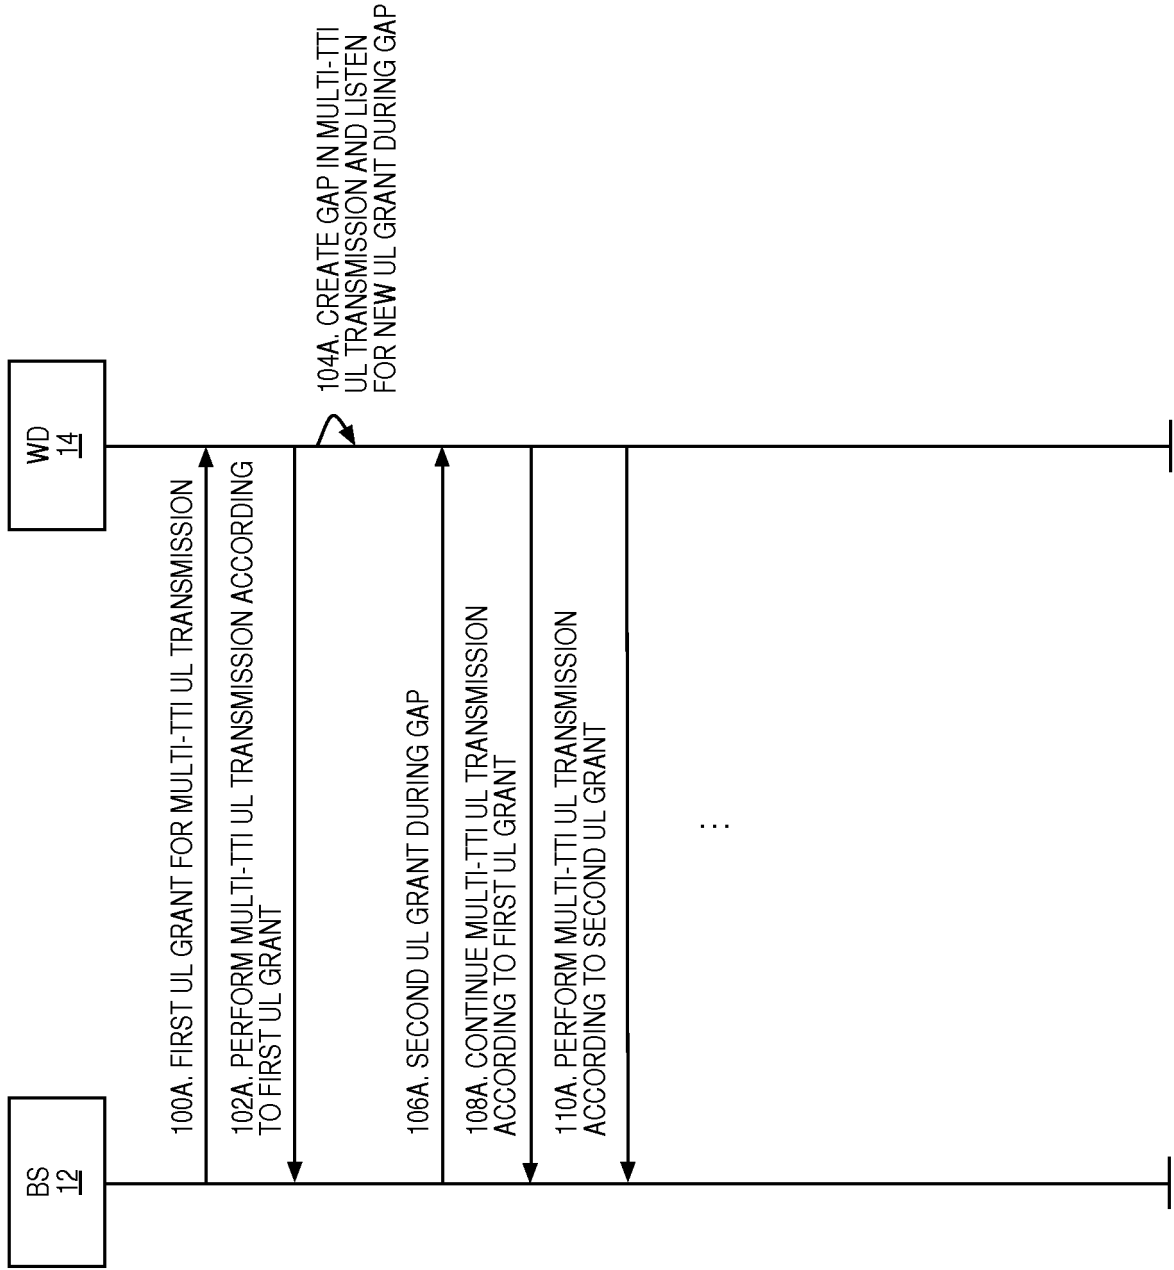 BS
12
WD
14
100A. FIRST UL GRANT FOR MULTI-TTI UL TRANSMISSION
102A. PERFORM MULTI-TTI UL TRANSMISSION ACCORDING
TO FIRST UL GRANT
104A. CREATE GAP IN MULTI-TTI
UL TRANSMISSION AND LISTEN
FOR NEW UL GRANT DURING GAP
106A. SECOND UL GRANT DURING GAP
108A. CONTINUE MULTI-TTI UL TRANSMISSION
ACCORDING TO FIRST UL GRANT
110A. PERFORM MULTI-TTI UL TRANSMISSION
ACCORDING TO SECOND UL GRANT
...